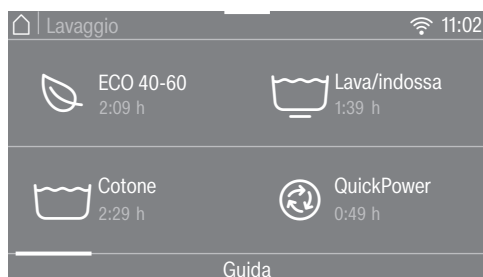 Lavaggio 11:02
ECO 40-60
2:09 h
Lava/indossa
1:39 h
Cotone
2:29 h
QuickPower
0:49 h
Guida